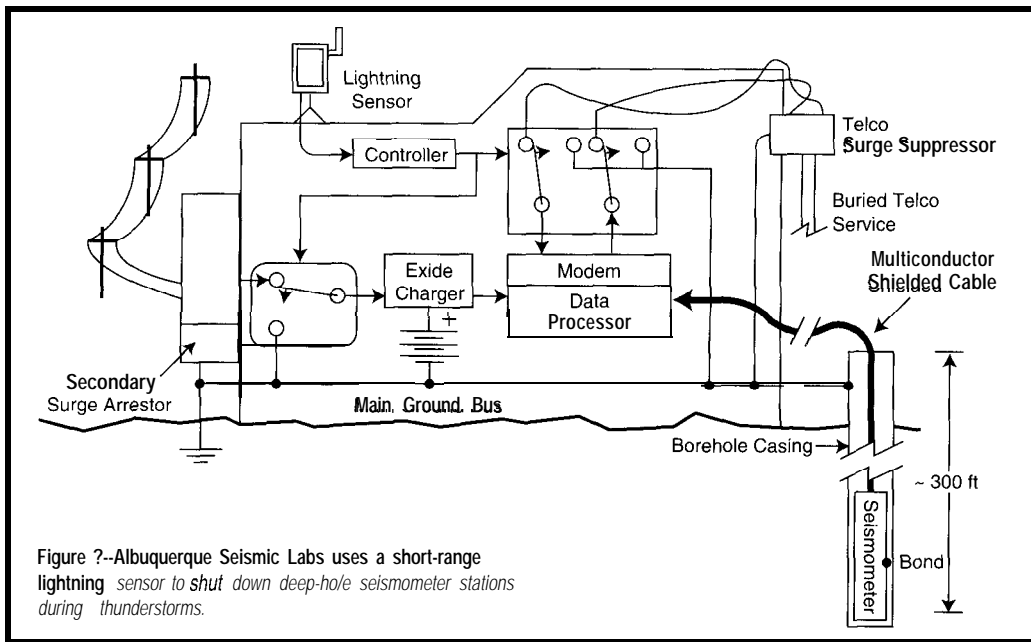 Lightning
Sensor
Controller
Telco
Surge Suppressor
Buried Telco
Service
Multiconductor
Shielded Cable
Exide
Charger
+
Modem
Data
Processor
Secondary
Surge Arrestor
Main Ground Bus
Borehole Casing
~ 300 ft
Seismometer
Bond
Figure ?--Albuquerque Seismic Labs uses a short-range
lightning sensor to shut down deep-ho/e seismometer stations
during thunderstorms.